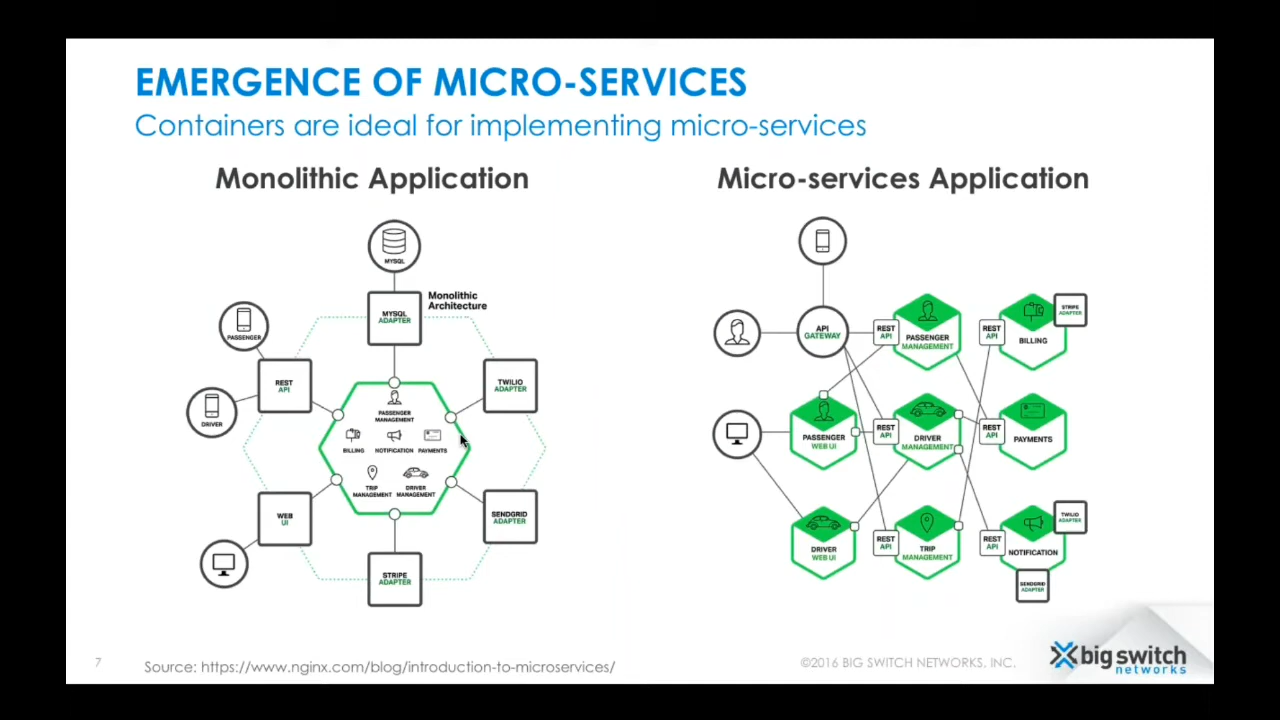 EMERGENCE OF MICRO-SERVICES
Containers are ideal for implementing micro-services
Monolithic Application
MYSQL
Monolithic
Architecture
MYSQL
ADAPTER
PASSENGER
REST
API
TWILIO
ADAPTER
DRIVER
PASSENGER
MANAGEMENT
BILLING
NOTIFICATION
PAYMENTS
TRIP
MANAGEMENT
DRIVER
MANAGEMENT
WEB
UI
SENDGRID
ADAPTER
STRIPE
ADAPTER
Micro-services Application
API
GATEWAY
REST
API
PASSENGER
MANAGEMENT
REST
API
BILLING
STRIPE
ADAPTER
PASSENGER
WEB UI
REST
API
DRIVER
MANAGEMENT
REST
API
PAYMENTS
DRIVER
WEB UI
REST
API
TRIP
MANAGEMENT
REST
API
NOTIFICATION
TWILIO
ADAPTER
SENDGRID
ADAPTER
7
Source: https://www.nginx.com/blog/introduction-to-microservices/
©2016 BIG SWITCH NETWORKS, INC.
big switch
networks